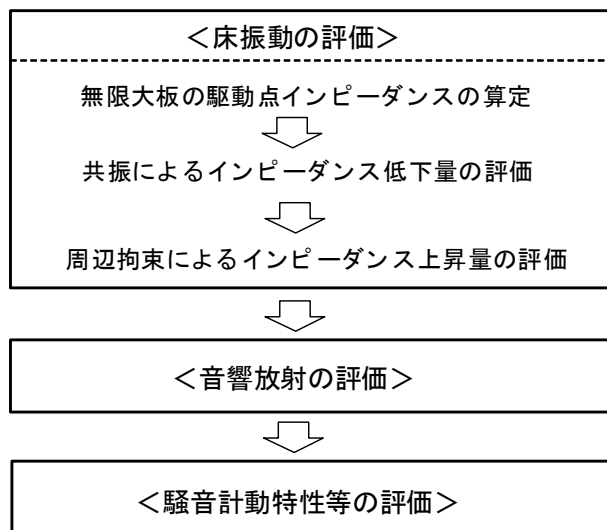 ＜床振動の評価＞
無限大板の駆動点インピーダンスの算定
共振によるインピーダンス低下量の評価
周辺拘束によるインピーダンス上昇量の評価
＜音響放射の評価＞
＜騒音計動特性等の評価＞